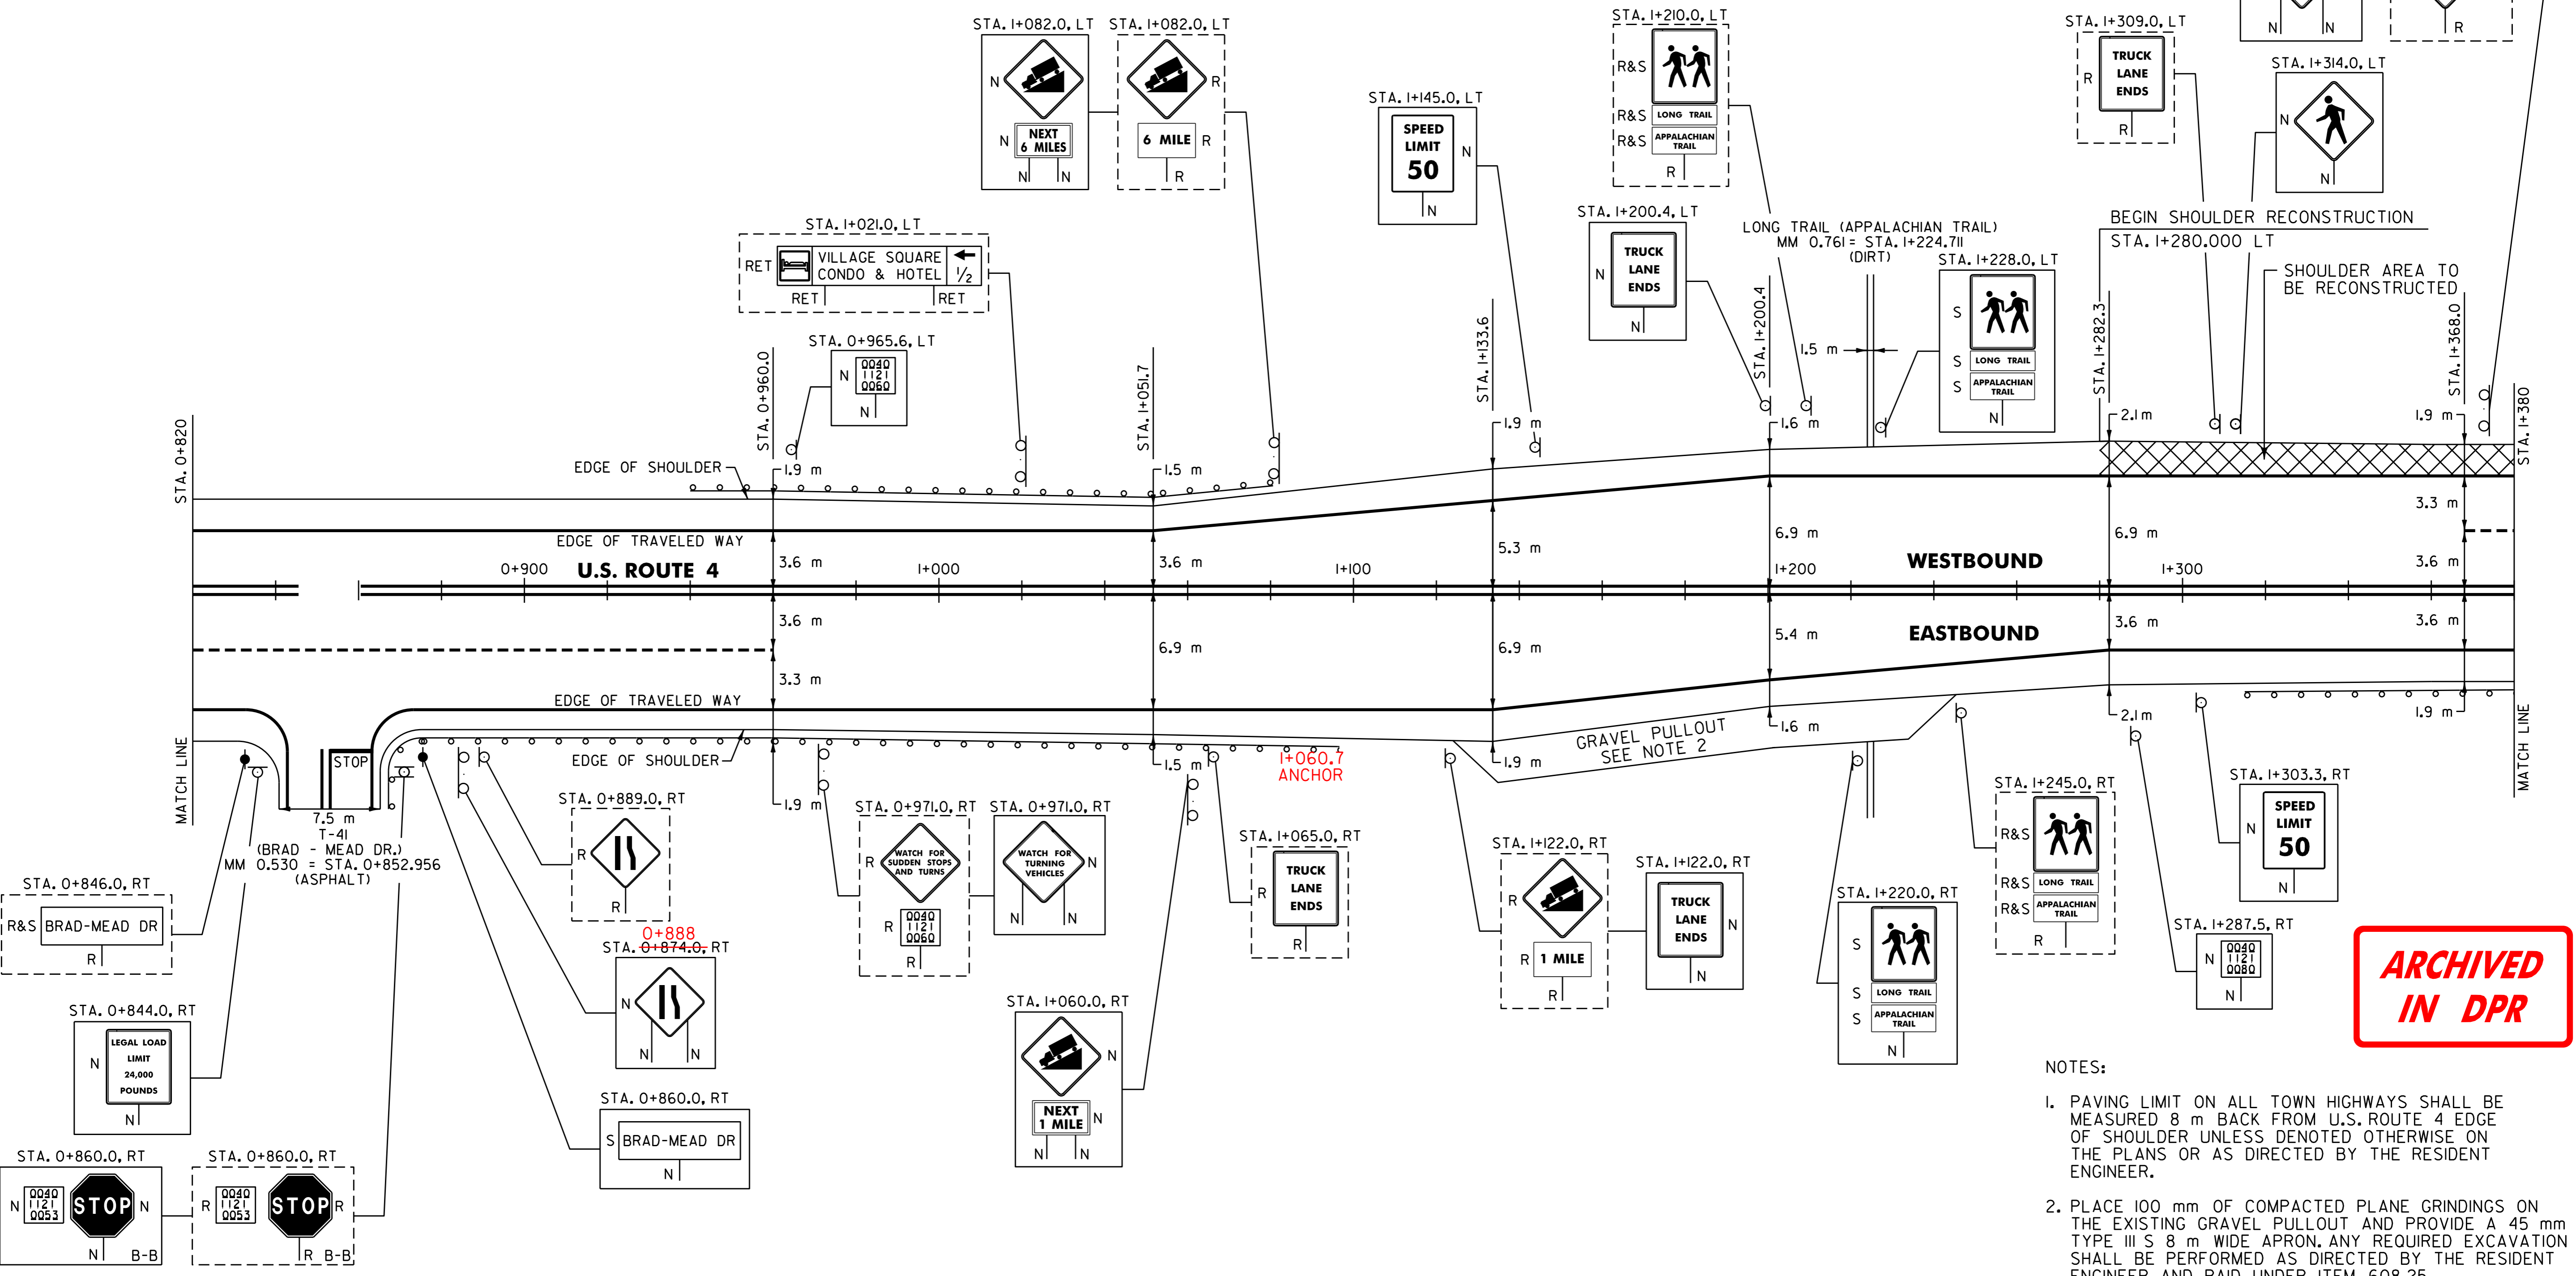 STA. 1+082.0, LT
N
NEXT
6 MILES
N
N N
STA. 1+082.0, LT
R
6 MILE R
R
STA. 1+210.0, LT
R&S
R&S LONG TRAIL
R&S APPALACHIAN
TRAIL
R
N N
R
STA. 1+309.0, LT
TRUCK
LANE
ENDS
R
R
STA. 1+314.0, LT
N
N
STA. 1+145.0, LT
SPEED
LIMIT
50
N
N
STA. 1+200.4, LT
TRUCK
LANE
ENDS
N
N
LONG TRAIL (APPALACHIAN TRAIL)
MM 0.761 = STA. 1+224.711
(DIRT)
1.5 m
STA. 1+228.0, LT
S
S LONG TRAIL
S APPALACHIAN
TRAIL
N
BEGIN SHOULDER RECONSTRUCTION
STA. 1+280.000 LT
SHOULDER AREA TO
BE RECONSTRUCTED
STA. 1+021.0, LT
RET VILLAGE SQUARE
CONDO & HOTEL 1/2
RET RET
STA. 0+965.6, LT
N 0040
1121
0060
N
STA. 0+820
STA. 0+960.0
STA. 1+051.7
STA. 1+133.6
STA. 1+200.4
STA. 1+282.3
STA. 1+368.0
STA. 1+380
EDGE OF SHOULDER
1.9 m
1.5 m
1.9 m
1.6 m
2.1 m
1.9 m
EDGE OF TRAVELED WAY
3.6 m
3.6 m
5.3 m
6.9 m
6.9 m
3.3 m
3.6 m
0+900 U.S. ROUTE 4 1+000 1+100 1+200 1+300
WESTBOUND
EASTBOUND
3.6 m
3.3 m
6.9 m
6.9 m
5.4 m
3.6 m
3.6 m
EDGE OF TRAVELED WAY
EDGE OF SHOULDER
1.9 m
1.5 m
1.9 m
1.6 m
2.1 m
1.9 m
1+060.7
ANCHOR
GRAVEL PULLOUT
SEE NOTE 2
MATCH LINE
MATCH LINE
STOP
7.5 m
T-41
(BRAD - MEAD DR.)
MM 0.530 = STA. 0+852.956
(ASPHALT)
STA. 0+846.0, RT
R&S BRAD-MEAD DR
R
STA. 0+844.0, RT
LEGAL LOAD
LIMIT
24,000
POUNDS
N
N
STA. 0+860.0, RT
N 0040
1121
0053
STOP N
N B-B
STA. 0+860.0, RT
R 0040
1121
0053
STOP R
R B-B
STA. 0+889.0, RT
R
R
0+888
STA. 0+874.0, RT
N
N N
STA. 0+860.0, RT
S BRAD-MEAD DR
N
STA. 0+971.0, RT
R WATCH FOR
SUDDEN STOPS
AND TURNS
R 0040
1121
0060
R
STA. 0+971.0, RT
WATCH FOR
TURNING
VEHICLES
N
N N
STA. 1+060.0, RT
N
NEXT
1 MILE
N
N N
STA. 1+065.0, RT
TRUCK
LANE
ENDS
R
R
STA. 1+122.0, RT
R
R 1 MILE
R
STA. 1+122.0, RT
TRUCK
LANE
ENDS
N
N
STA. 1+220.0, RT
S
S LONG TRAIL
S APPALACHIAN
TRAIL
N
STA. 1+245.0, RT
R&S
R&S LONG TRAIL
R&S APPALACHIAN
TRAIL
R
STA. 1+303.3, RT
SPEED
LIMIT
50
N
N
STA. 1+287.5, RT
N 0040
1121
0080
N
ARCHIVED
IN DPR
NOTES:
1. PAVING LIMIT ON ALL TOWN HIGHWAYS SHALL BE
MEASURED 8 m BACK FROM U.S. ROUTE 4 EDGE
OF SHOULDER UNLESS DENOTED OTHERWISE ON
THE PLANS OR AS DIRECTED BY THE RESIDENT
ENGINEER.
2. PLACE 100 mm OF COMPACTED PLANE GRINDINGS ON
THE EXISTING GRAVEL PULLOUT AND PROVIDE A 45 mm
TYPE III S 8 m WIDE APRON. ANY REQUIRED EXCAVATION
SHALL BE PERFORMED AS DIRECTED BY THE RESIDENT
ENGINEER AND PAID UNDER ITEM 608.25